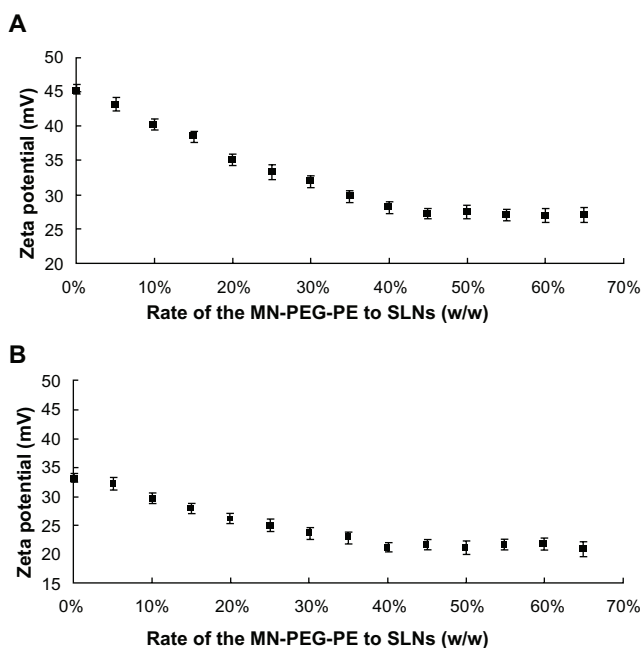 A
Zeta potential (mV)
50
45
40
35
30
25
20
0% 10% 20% 30% 40% 50% 60% 70%
Rate of the MN-PEG-PE to SLNs (w/w)
B
Zeta potential (mV)
50
45
40
35
30
25
20
15
0% 10% 20% 30% 40% 50% 60% 70%
Rate of the MN-PEG-PE to SLNs (w/w)